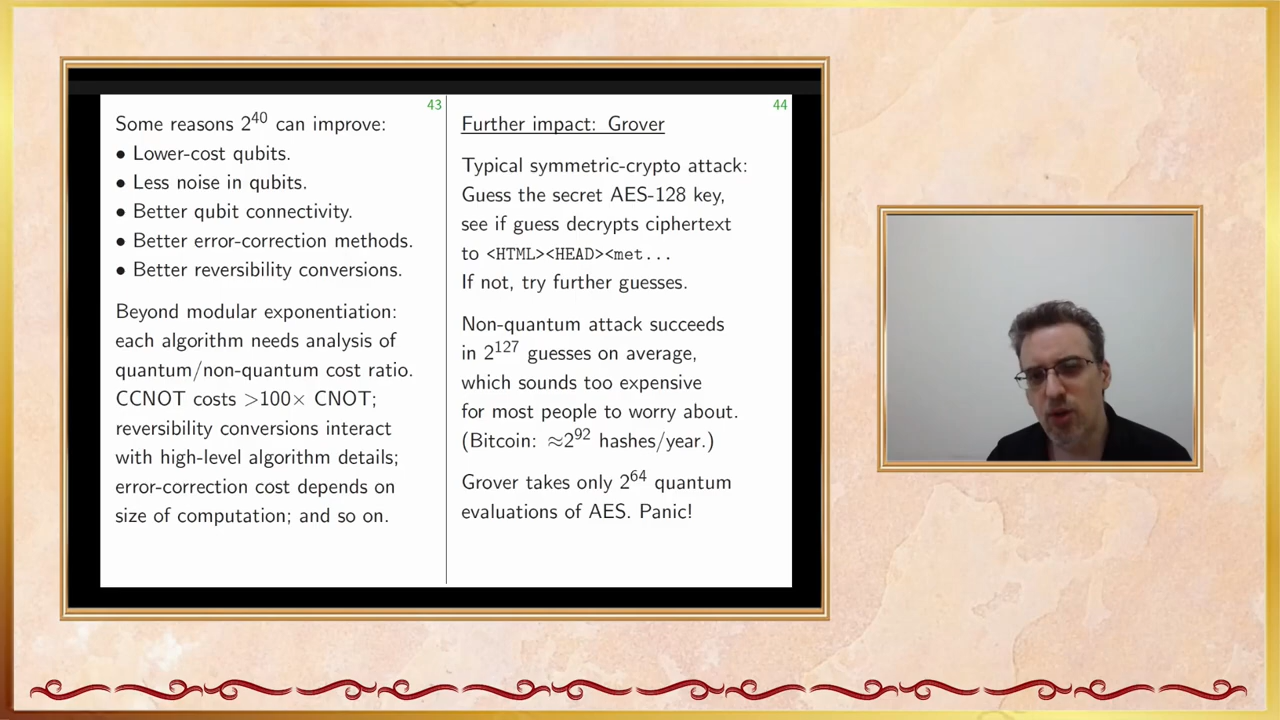 43
Some reasons 2^40 can improve:
• Lower-cost qubits.
• Less noise in qubits.
• Better qubit connectivity.
• Better error-correction methods.
• Better reversibility conversions.
Beyond modular exponentiation:
each algorithm needs analysis of
quantum/non-quantum cost ratio.
CCNOT costs >100× CNOT;
reversibility conversions interact
with high-level algorithm details;
error-correction cost depends on
size of computation; and so on.
44
Further impact: Grover
Typical symmetric-crypto attack:
Guess the secret AES-128 key,
see if guess decrypts ciphertext
to <HTML><HEAD><met...
If not, try further guesses.
Non-quantum attack succeeds
in 2^127 guesses on average,
which sounds too expensive
for most people to worry about.
(Bitcoin: ≈2^92 hashes/year.)
Grover takes only 2^64 quantum
evaluations of AES. Panic!